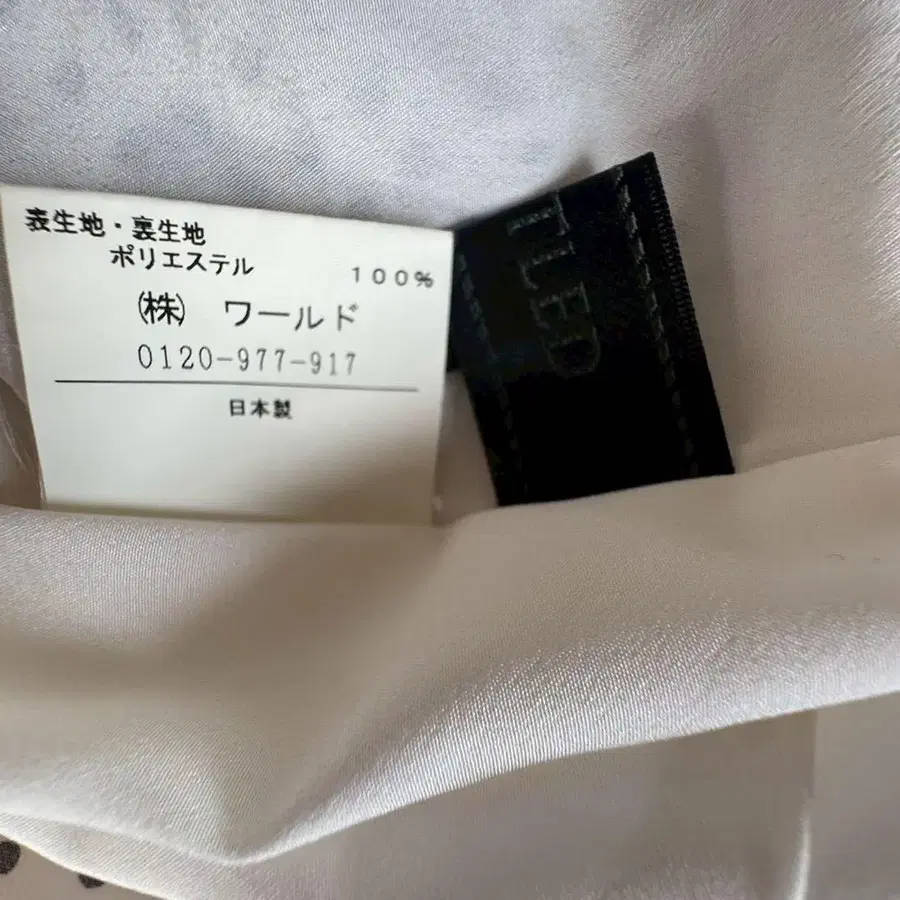 表生地・裏生地
ポリエステル 100%
㈱ ワールド
0120-977-917
日本製
TLED